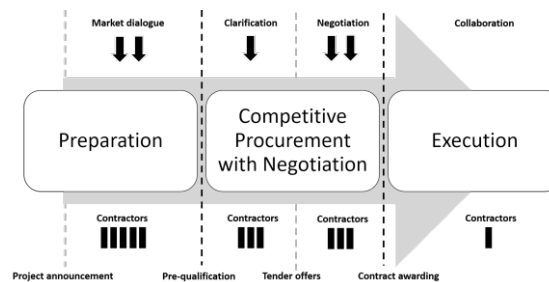 Market dialogue
Clarification
Negotiation
Collaboration
Preparation
Competitive
Procurement
with Negotiation
Execution
Contractors
Contractors
Contractors
Contractors
Project announcement
Pre-qualification
Tender offers
Contract awarding